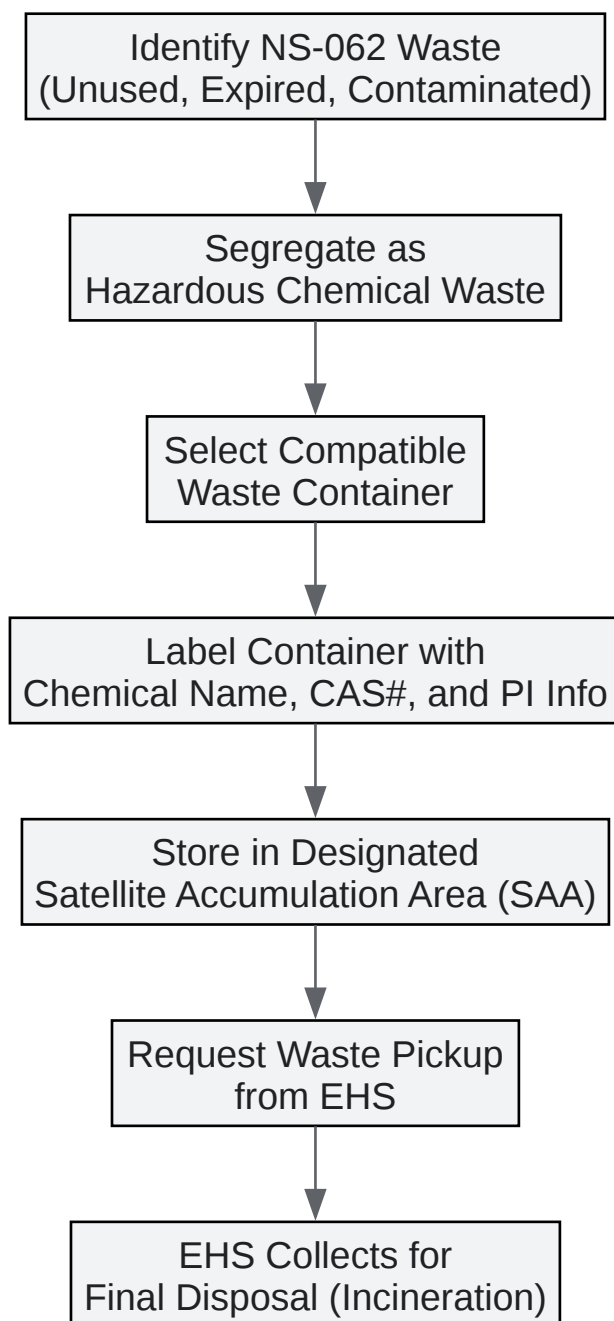 Identify NS-062 Waste
(Unused, Expired, Contaminated)
Segregate as
Hazardous Chemical Waste
Select Compatible
Waste Container
Label Container with
Chemical Name, CAS#, and PI Info
Store in Designated
Satellite Accumulation Area (SAA)
Request Waste Pickup
from EHS
EHS Collects for
Final Disposal (Incineration)